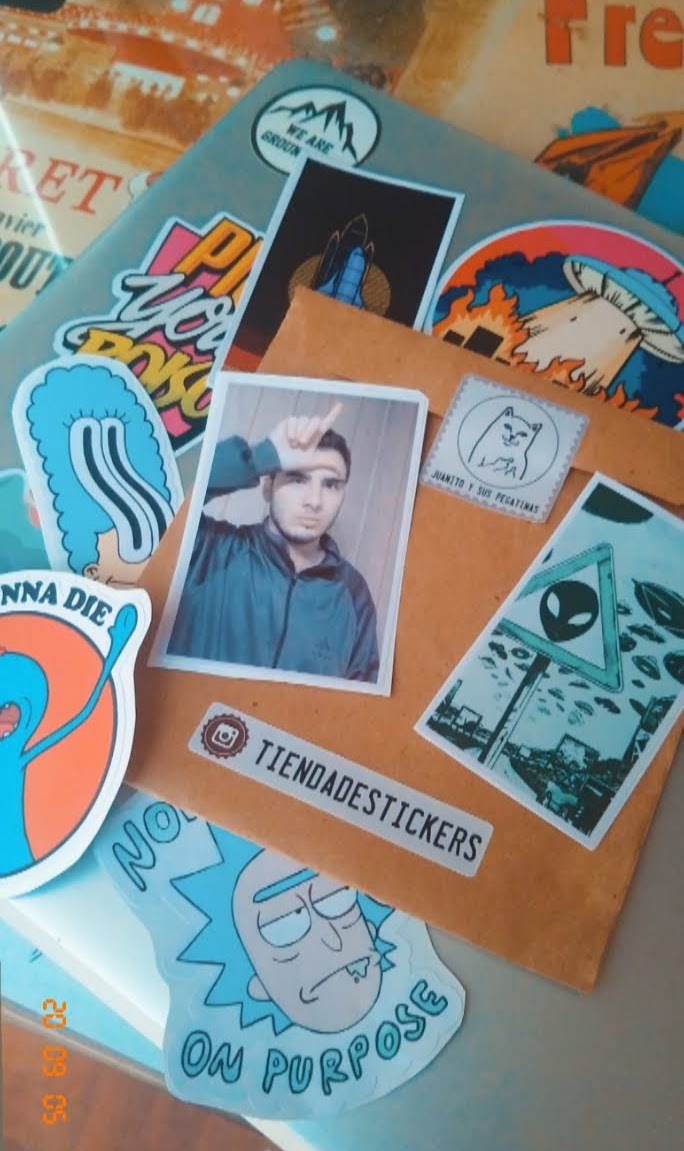 Fre
WE ARE
GROUN
RET
avier
OUT
PI
YOU
POISO
JUANITO Y SUS PEGATINAS
NNA DIE
TIENDADESTICKERS
NO
ON PURPOSE
20 09 05